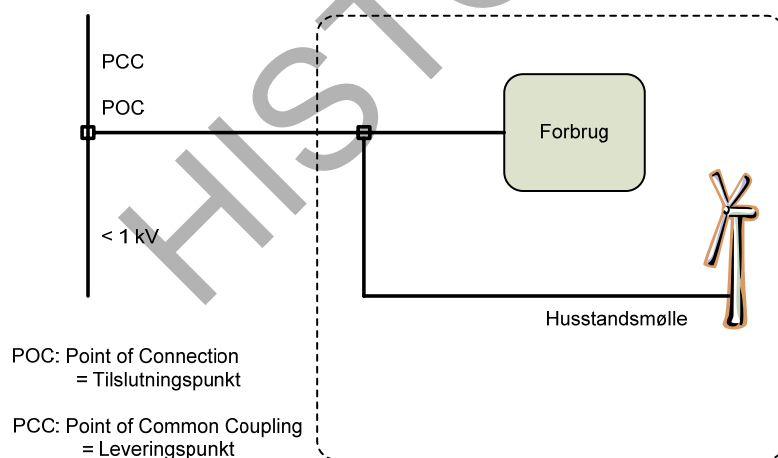 PCC
POC
Forbrug
< 1 kV
Husstandsmølle
POC: Point of Connection
= Tilslutningspunkt
PCC: Point of Common Coupling
= Leveringspunkt